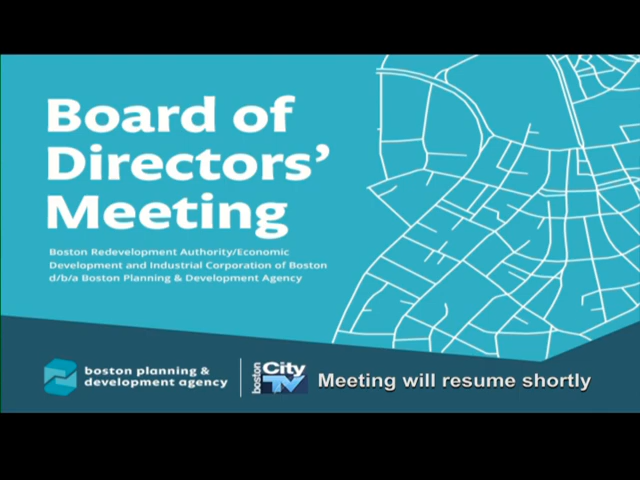 Board of
Directors’
Meeting
Boston Redevelopment Authority/Economic
Development and Industrial Corporation of Boston
d/b/a Boston Planning & Development Agency
boston planning &
development agency
boston
City
TV
Meeting will resume shortly